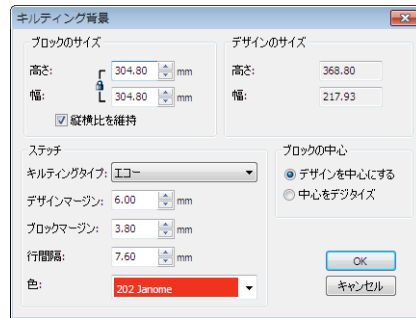 キルティング背景
ブロックのサイズ
高さ: 304.80 mm
幅: 304.80 mm
縦横比を維持
デザインのサイズ
高さ: 368.80
幅: 217.93
ステッチ
キルティングタイプ: エコー
デザインマージン: 6.00 mm
ブロックマージン: 3.80 mm
行間隔: 7.60 mm
色: 202 Janome
ブロックの中心
デザインを中心にする
中心をデジタイズ
OK
キャンセル